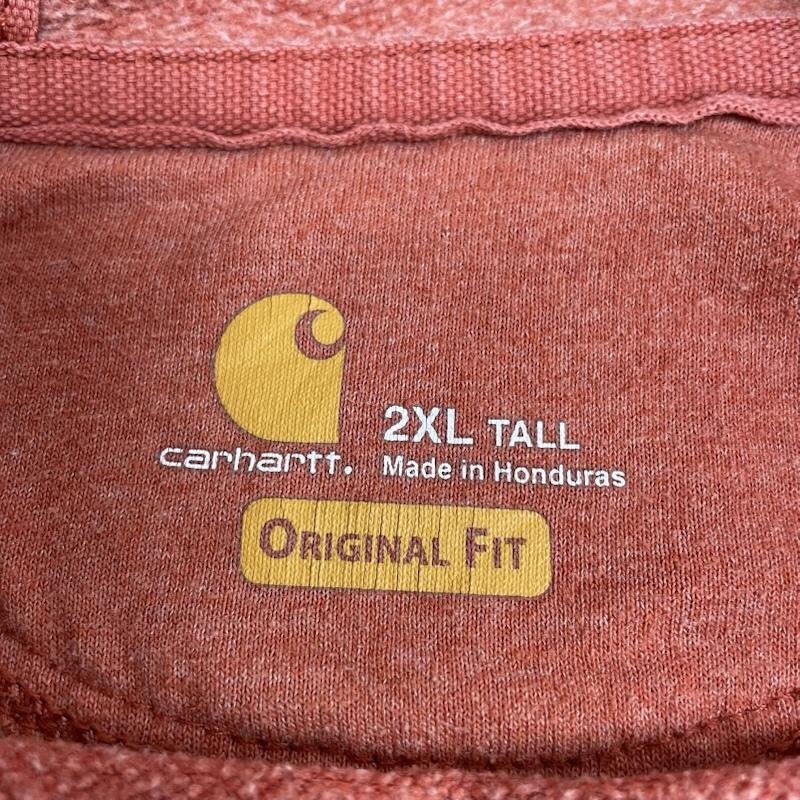 carhartt.
2XL TALL
Made in Honduras
ORIGINAL FIT